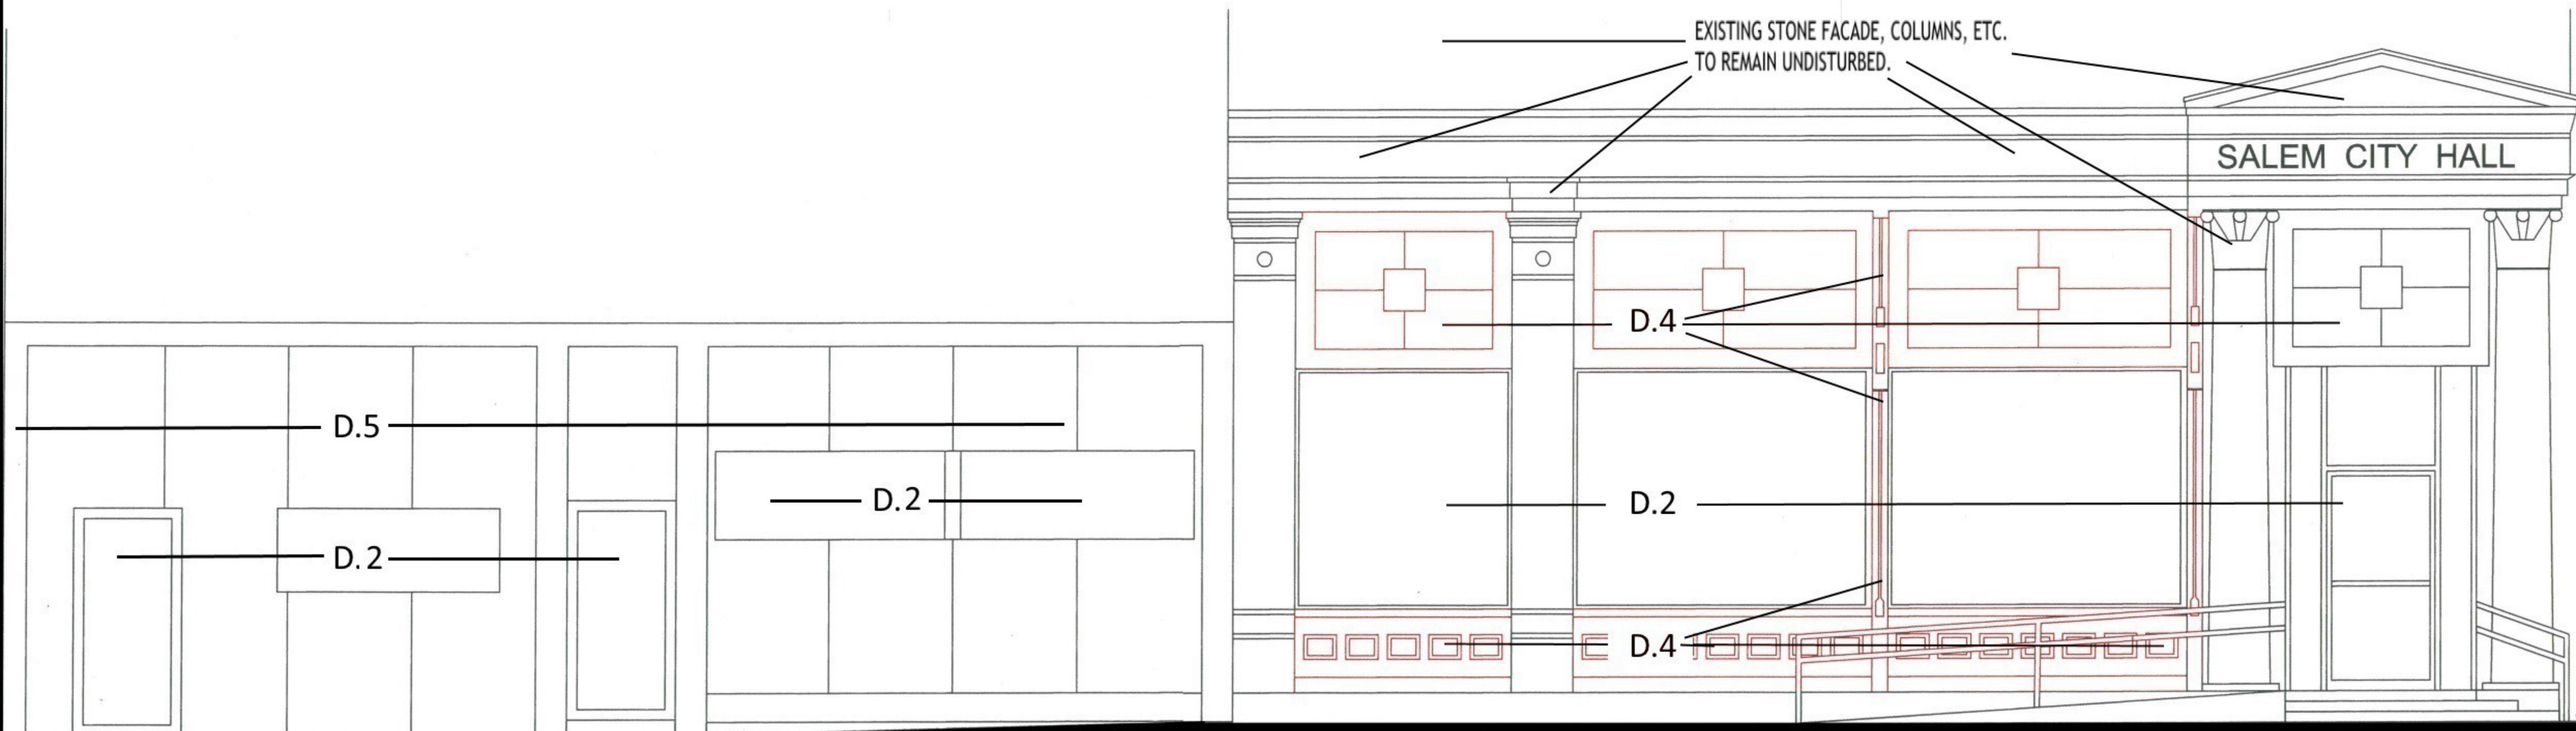 EXISTING STONE FACADE, COLUMNS, ETC.
TO REMAIN UNDISTURBED.
SALEM CITY HALL
D.4
D.5
D.2
D.2
D.2
D.4